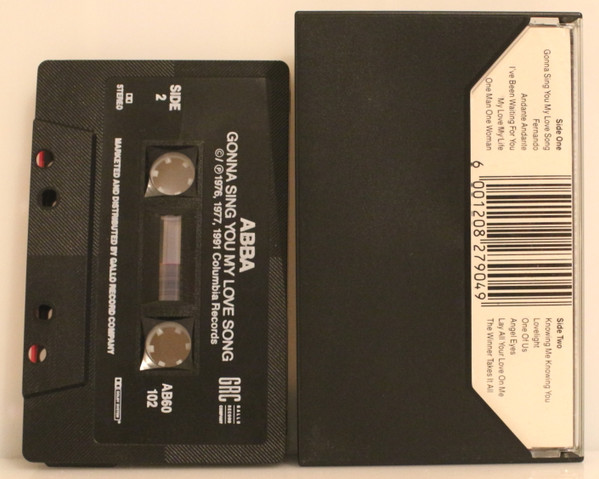 ABBA
GONNA SING YOU MY LOVE SONG
©/℗1976, 1977, 1991 Columbia Records
SIDE
2
STEREO
MARKETED AND DISTRIBUTED BY GALLO RECORD COMPANY
GRC
GALLO
RECORD
COMPANY
AB60
102
Side One
Gonna Sing You My Love Song
Fernando
Andante Andante
I've Been Waiting For You
My Love My Life
One Man One Woman
6 001208 279049
Side Two
Knowing Me Knowing You
Lovelight
One Of Us
Angel Eyes
Lay All Your Love On Me
The Winner Takes It All